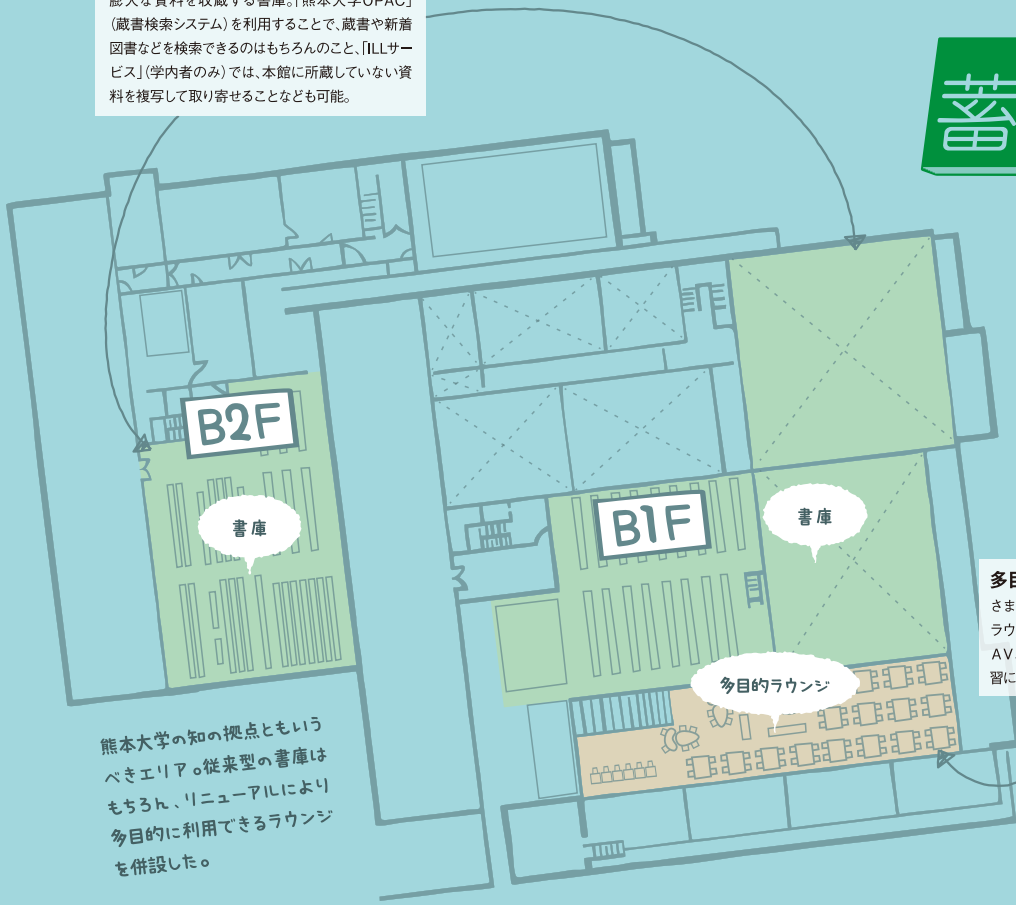 膨大な資料を収蔵する書庫。「熊本大学OPAC」
（蔵書検索システム）を利用することで、蔵書や新着
図書などを検索できるのはもちろんのこと、「ILLサー
ビス」（学内者のみ）では、本館に所蔵していない資
料を複写して取り寄せることなども可能。
蓄
B2F
書庫
B1F
書庫
多目的ラウンジ
多目
さま
ラウ
AV
習に
熊本大学の知の拠点ともいう
べきエリア。従来型の書庫は
もちろん、リニューアルにより
多目的に利用できるラウンジ
を併設した。